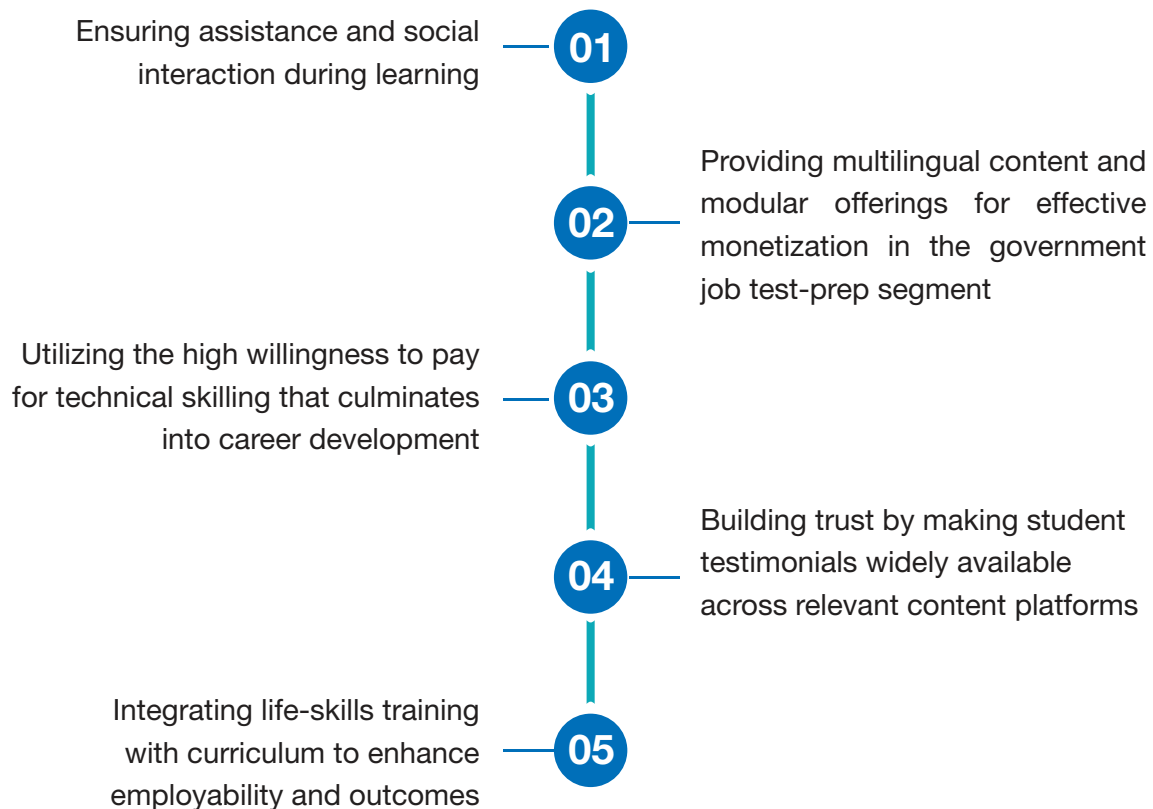 Ensuring assistance and social
interaction during learning
01
02
Providing multilingual content and
modular offerings for effective
monetization in the government
job test-prep segment
Utilizing the high willingness to pay
for technical skilling that culminates
into career development
03
04
Building trust by making student
testimonials widely available
across relevant content platforms
Integrating life-skills training
with curriculum to enhance
employability and outcomes
05